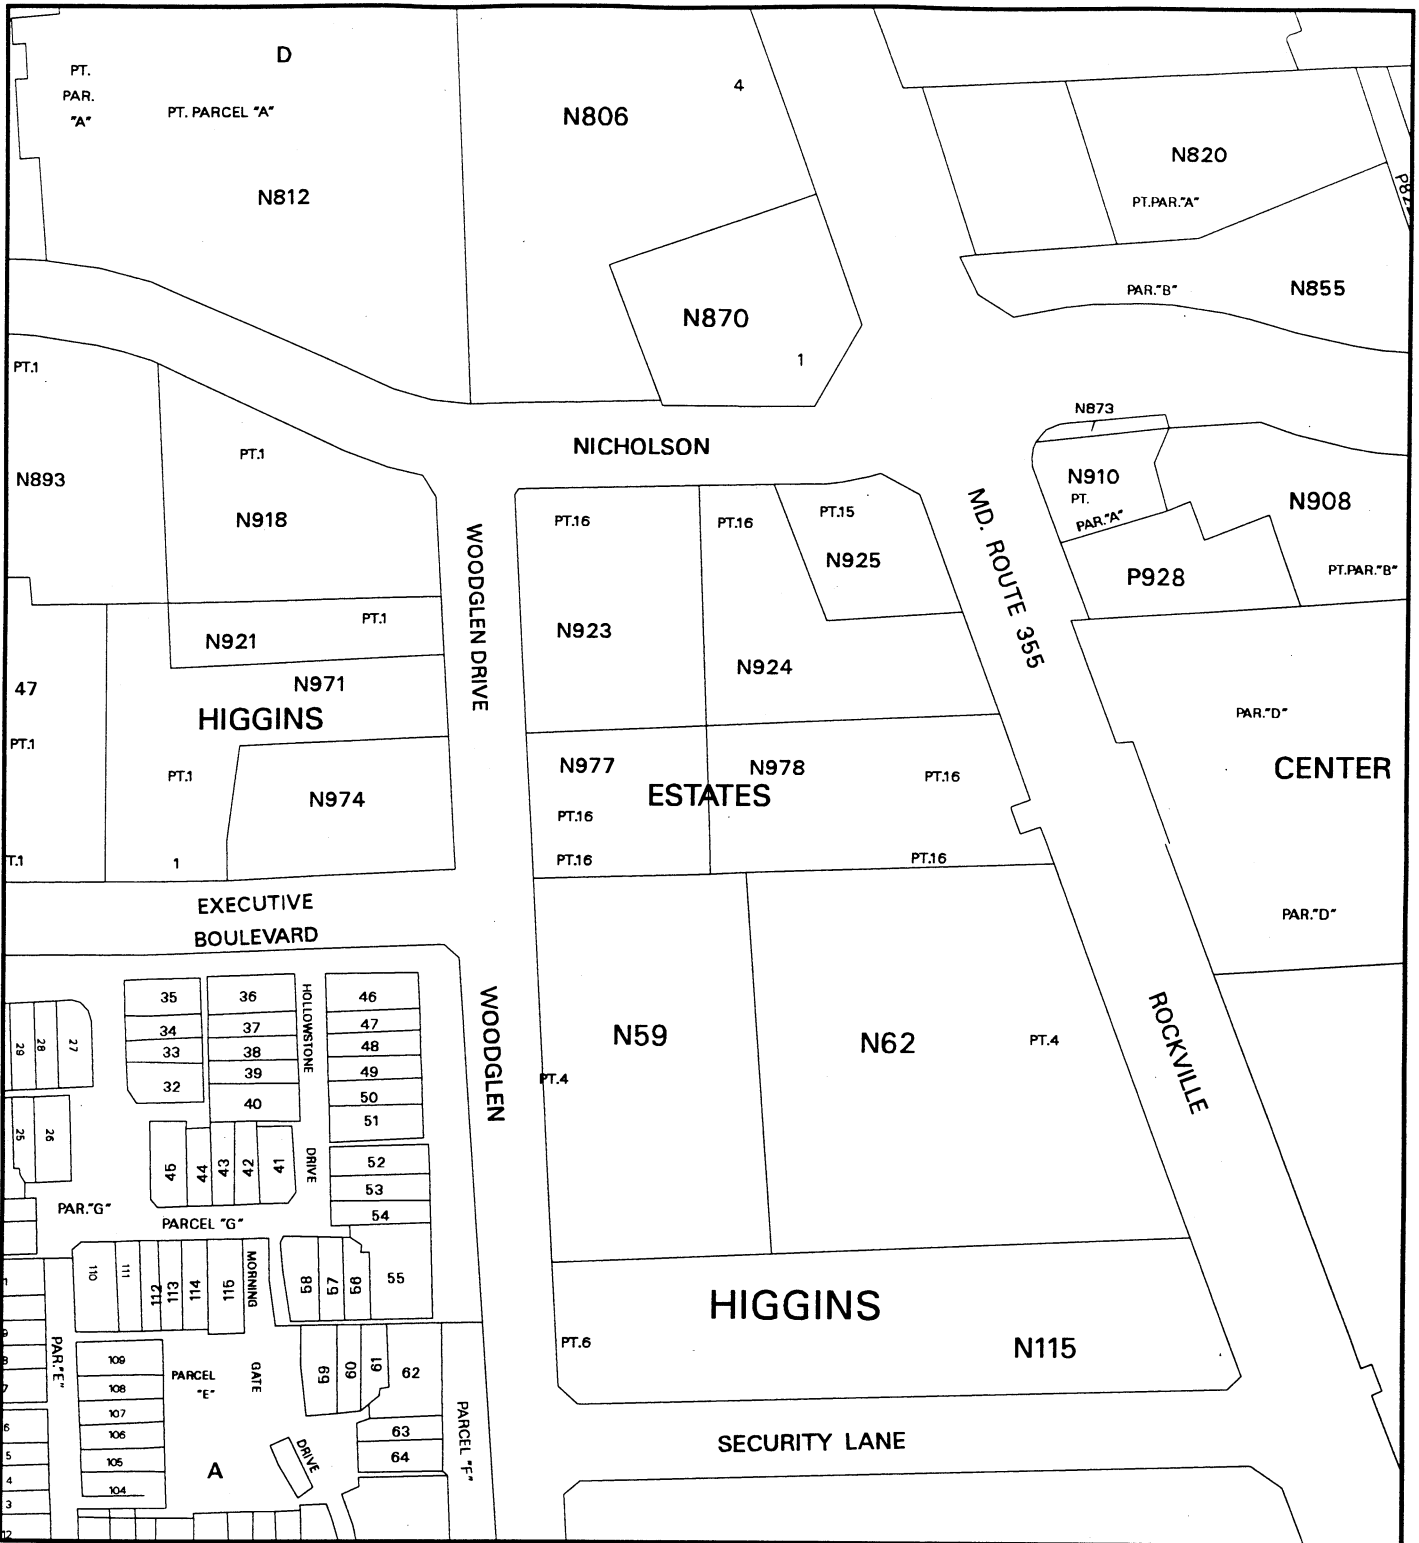 D
PT.
PAR.
"A"
PT. PARCEL "A"
N812
4
N806
N820
PT.PAR."A"
PAR."B"
N855
N870
1
PT.1
N893
PT.1
N918
NICHOLSON
N873
N910
PT.
PAR."A"
N908
PT.PAR."B"
P928
PT.16
PT.16
PT.15
N925
MD. ROUTE 355
WOODGLEN DRIVE
N923
N924
PT.1
N921
N971
47
HIGGINS
PT.1
PT.1
N974
1
N977
N978
ESTATES
PT.16
PT.16
PT.16
PT.16
PAR."D"
CENTER
PAR."D"
EXECUTIVE
BOULEVARD
WOODGLEN
ROCKVILLE
N59
N62
PT.4
PT.4
HOLLOWSTONE
DRIVE
35
34
33
32
36
37
38
39
40
46
47
48
49
50
51
52
53
54
55
29
28
27
25
26
45
44
43
42
41
PAR."G"
PARCEL "G"
110
111
112
113
114
115
MORNING
GATE
DRIVE
58
57
56
59
60
61
62
63
64
PAR."E"
109
108
107
106
105
104
PARCEL
"E"
A
PARCEL "F"
8
7
6
5
4
3
12
HIGGINS
PT.6
N115
SECURITY LANE